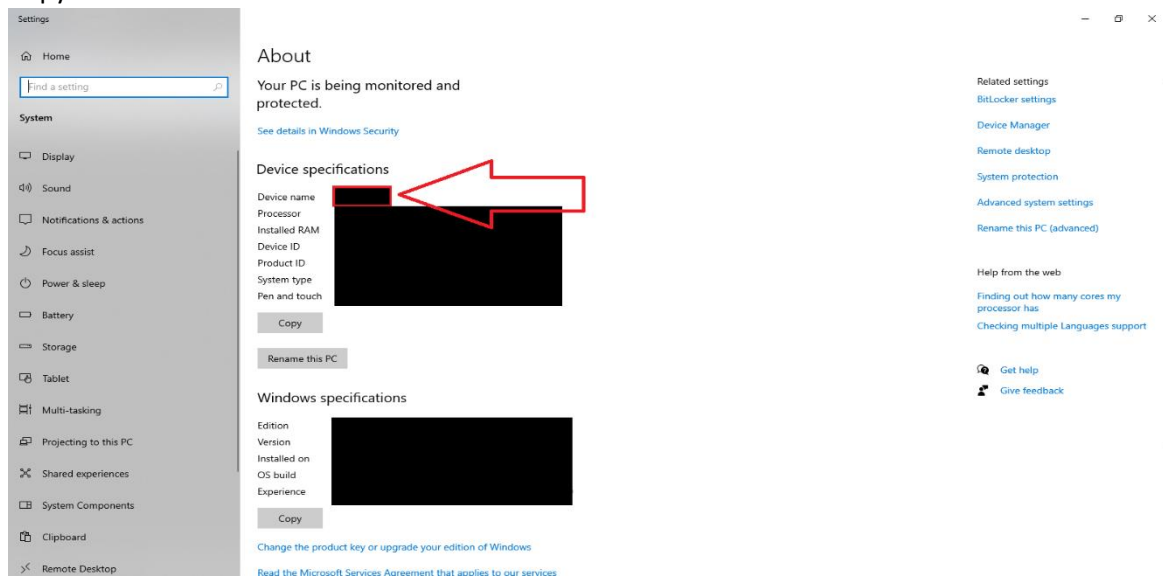 Settings
Home
Find a setting
System
Display
Sound
Notifications & actions
Focus assist
Power & sleep
Battery
Storage
Tablet
Multi-tasking
Projecting to this PC
Shared experiences
System Components
Clipboard
Remote Desktop
About
Your PC is being monitored and
protected.
See details in Windows Security
Device specifications
Device name
Processor
Installed RAM
Device ID
Product ID
System type
Pen and touch
Copy
Rename this PC
Windows specifications
Edition
Version
Installed on
OS build
Experience
Copy
Change the product key or upgrade your edition of Windows
Read the Microsoft Services Agreement that applies to our services
Related settings
BitLocker settings
Device Manager
Remote desktop
System protection
Advanced system settings
Rename this PC (advanced)
Help from the web
Finding out how many cores my
processor has
Checking multiple Languages support
Get help
Give feedback